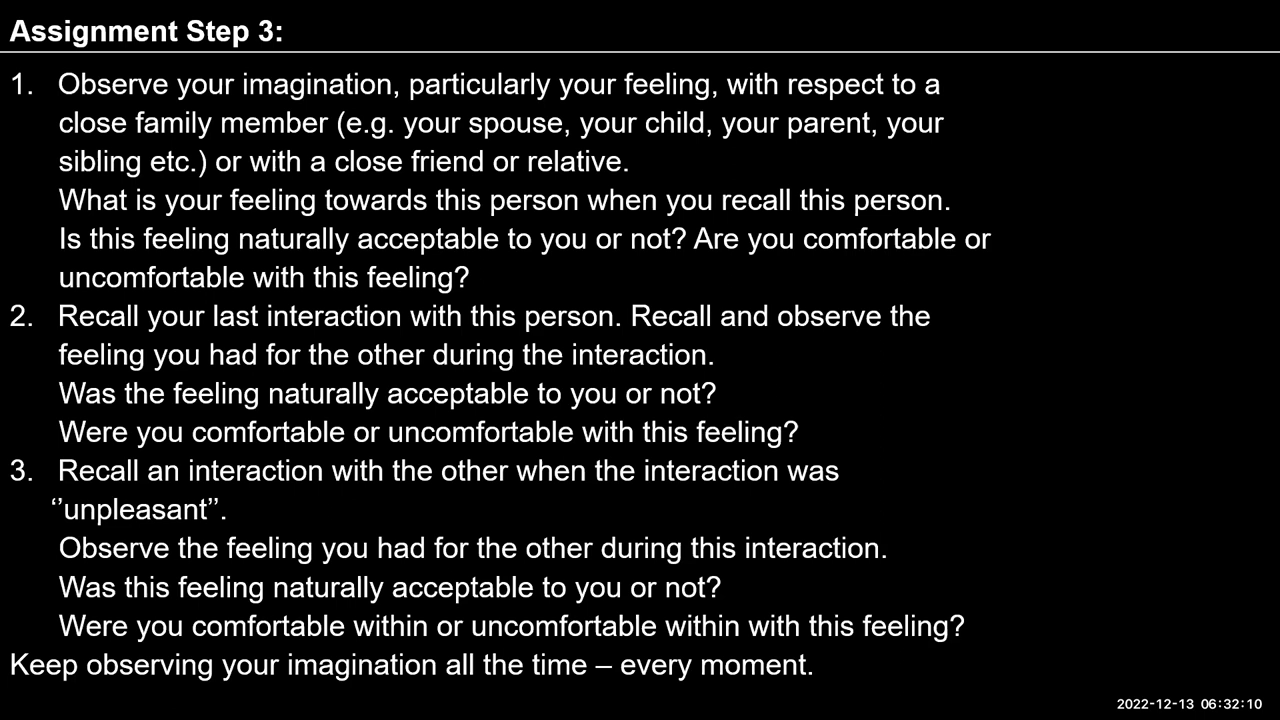 Assignment Step 3:
1. Observe your imagination, particularly your feeling, with respect to a
close family member (e.g. your spouse, your child, your parent, your
sibling etc.) or with a close friend or relative.
What is your feeling towards this person when you recall this person.
Is this feeling naturally acceptable to you or not? Are you comfortable or
uncomfortable with this feeling?
2. Recall your last interaction with this person. Recall and observe the
feeling you had for the other during the interaction.
Was the feeling naturally acceptable to you or not?
Were you comfortable or uncomfortable with this feeling?
3. Recall an interaction with the other when the interaction was
‘’unpleasant’’.
Observe the feeling you had for the other during this interaction.
Was this feeling naturally acceptable to you or not?
Were you comfortable within or uncomfortable within with this feeling?
Keep observing your imagination all the time – every moment.
2022-12-13 06:32:10